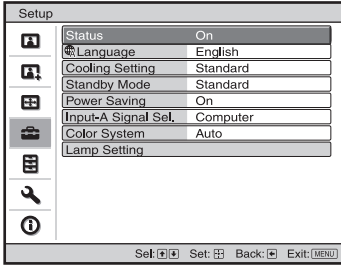 Setup
Status On
Language English
Cooling Setting Standard
Standby Mode Standard
Power Saving On
Input-A Signal Sel. Computer
Color System Auto
Lamp Setting
Sel: Set: Back: Exit: MENU